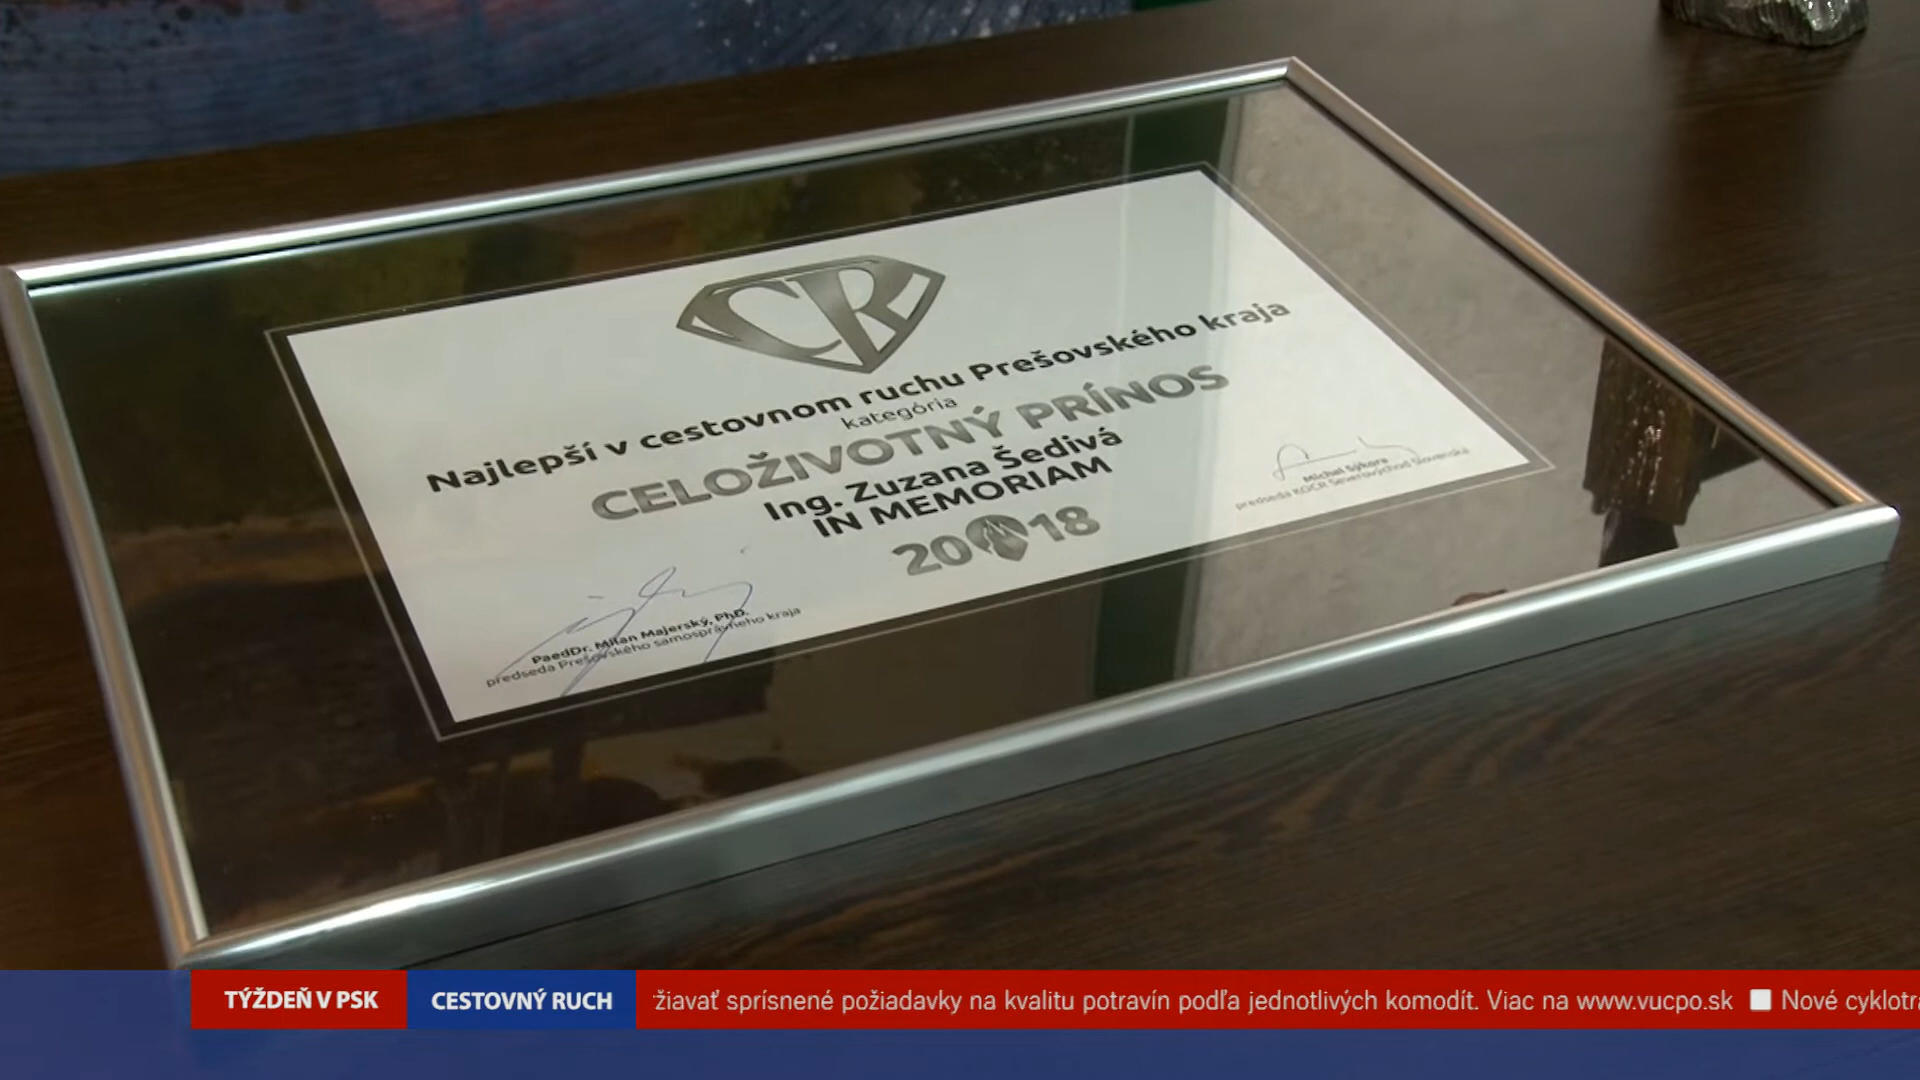 CR
Najlepší v cestovnom ruchu Prešovského kraja
kategória
CELOŽIVOTNÝ PRÍNOS
Ing. Zuzana Šedivá
IN MEMORIAM
2018
PaedDr. Milan Majerský, PhD.
predseda Prešovského samosprávneho kraja
Michal Sýkora
predseda KOCR Severovýchod Slovenska
TÝŽDEŇ V PSK
CESTOVNÝ RUCH
žiavať sprísnené požiadavky na kvalitu potravín podľa jednotlivých komodít. Viac na www.vucpo.sk Nové cyklotra